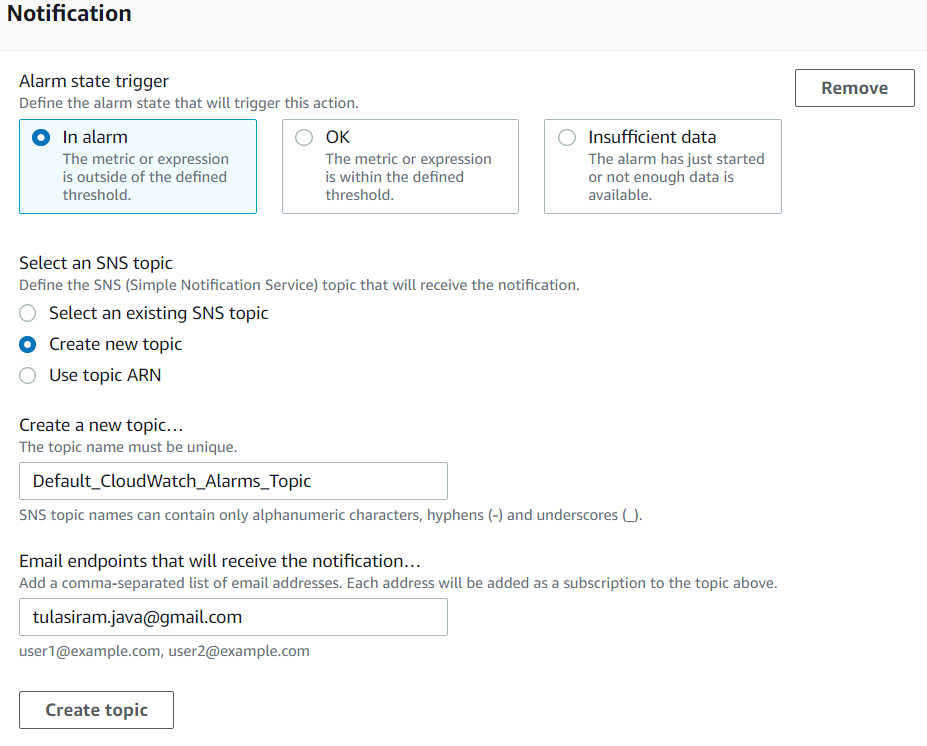 Notification
Alarm state trigger
Define the alarm state that will trigger this action.
Remove
In alarm
The metric or expression
is outside of the defined
threshold.
OK
The metric or expression
is within the defined
threshold.
Insufficient data
The alarm has just started
or not enough data is
available.
Select an SNS topic
Define the SNS (Simple Notification Service) topic that will receive the notification.
Select an existing SNS topic
Create new topic
Use topic ARN
Create a new topic…
The topic name must be unique.
Default_CloudWatch_Alarms_Topic
SNS topic names can contain only alphanumeric characters, hyphens (-) and underscores (_).
Email endpoints that will receive the notification…
Add a comma-separated list of email addresses. Each address will be added as a subscription to the topic above.
tulasiram.java@gmail.com
user1@example.com, user2@example.com
Create topic